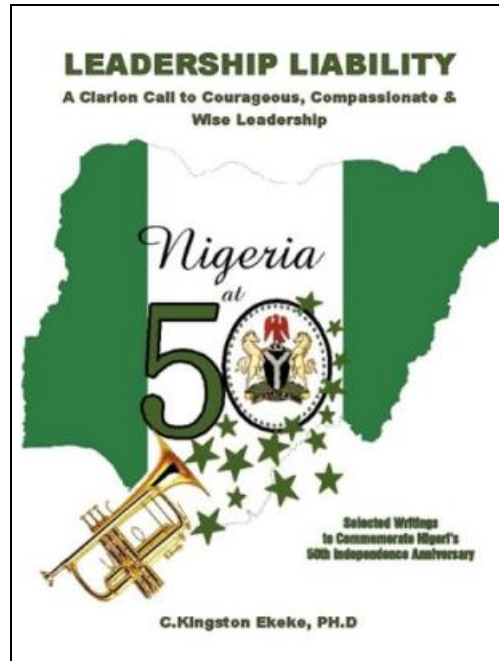 LEADERSHIP LIABILITY
A Clarion Call to Courageous, Compassionate &
Wise Leadership
Nigeria
at
50
Selected Writings
to Commemorate Nigeri's
50th Independence Anniversary
C.Kingston Ekeke, PH.D